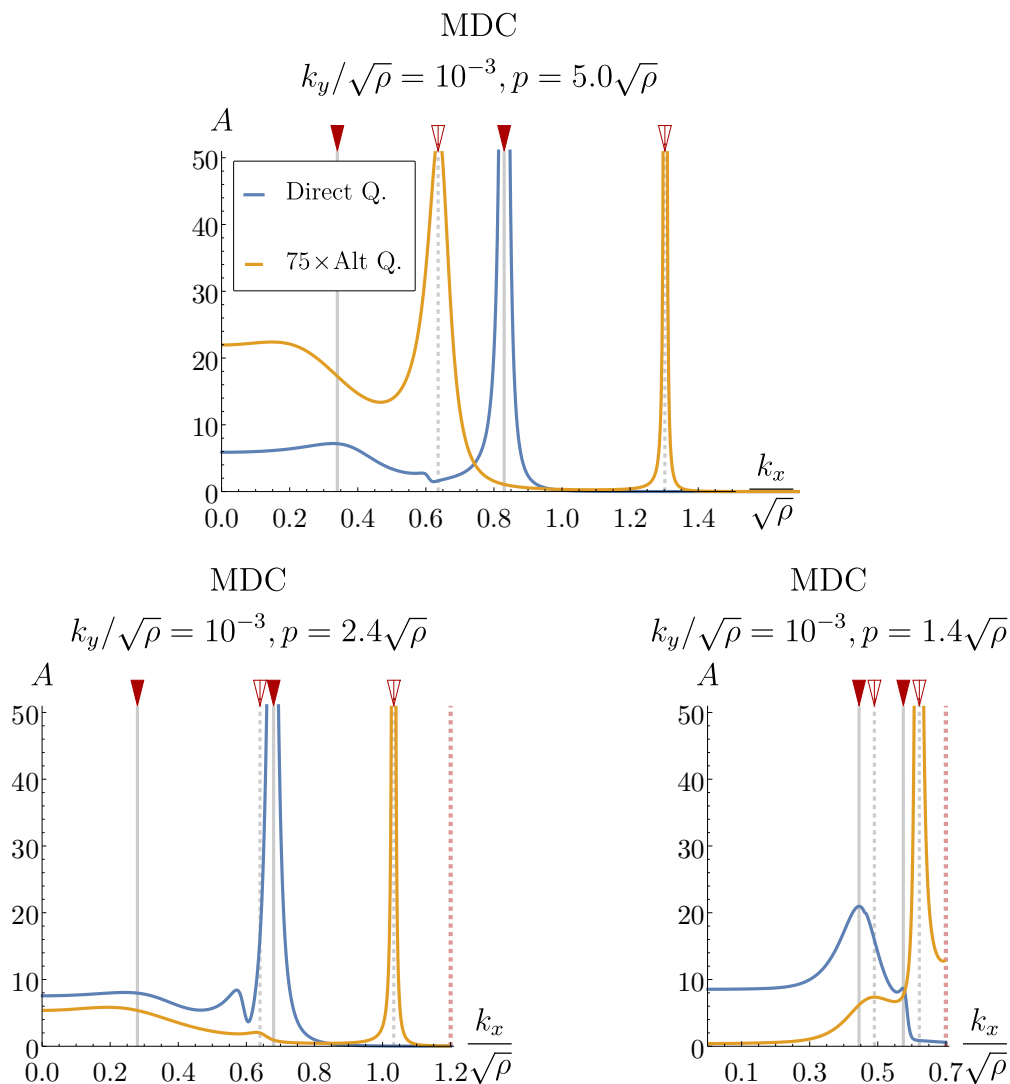 MDC
k_y/√ρ = 10^{-3}, p = 5.0√ρ
A
50
40
30
20
10
0
Direct Q.
75×Alt Q.
0.0 0.2 0.4 0.6 0.8 1.0 1.2 1.4
k_x
√ρ
MDC
k_y/√ρ = 10^{-3}, p = 2.4√ρ
A
50
40
30
20
10
0
0.0 0.2 0.4 0.6 0.8 1.0 1.2
k_x
√ρ
MDC
k_y/√ρ = 10^{-3}, p = 1.4√ρ
A
50
40
30
20
10
0
0.1 0.3 0.5 0.7
k_x
√ρ